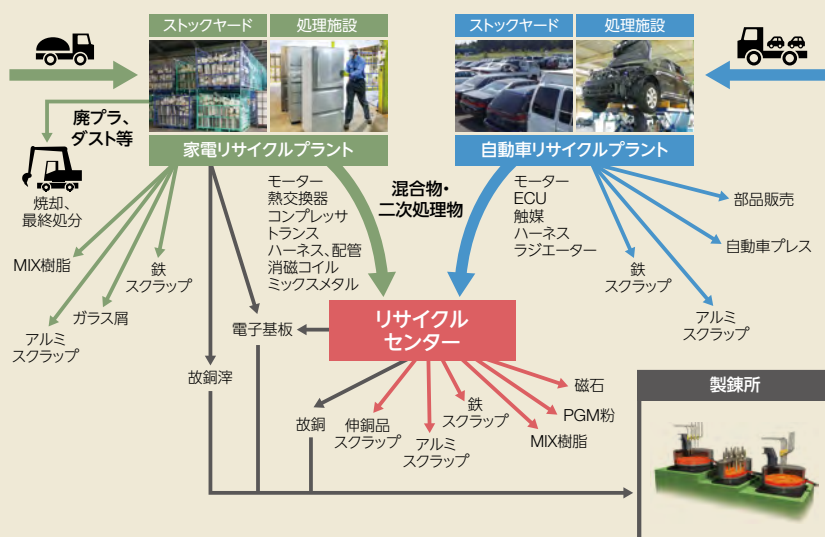 ストックヤード
処理施設
家電リサイクルプラント
ストックヤード
処理施設
自動車リサイクルプラント
廃プラ、
ダスト等
焼却、
最終処分
MIX樹脂
アルミ
スクラップ
ガラス屑
鉄
スクラップ
モーター
熱交換器
コンプレッサ
トランス
ハーネス、配管
消磁コイル
ミックスメタル
混合物・
二次処理物
モーター
ECU
触媒
ハーネス
ラジエーター
部品販売
自動車プレス
鉄
スクラップ
アルミ
スクラップ
電子基板
リサイクル
センター
故銅滓
故銅
伸銅品
スクラップ
アルミ
スクラップ
鉄
スクラップ
MIX樹脂
PGM粉
磁石
製錬所